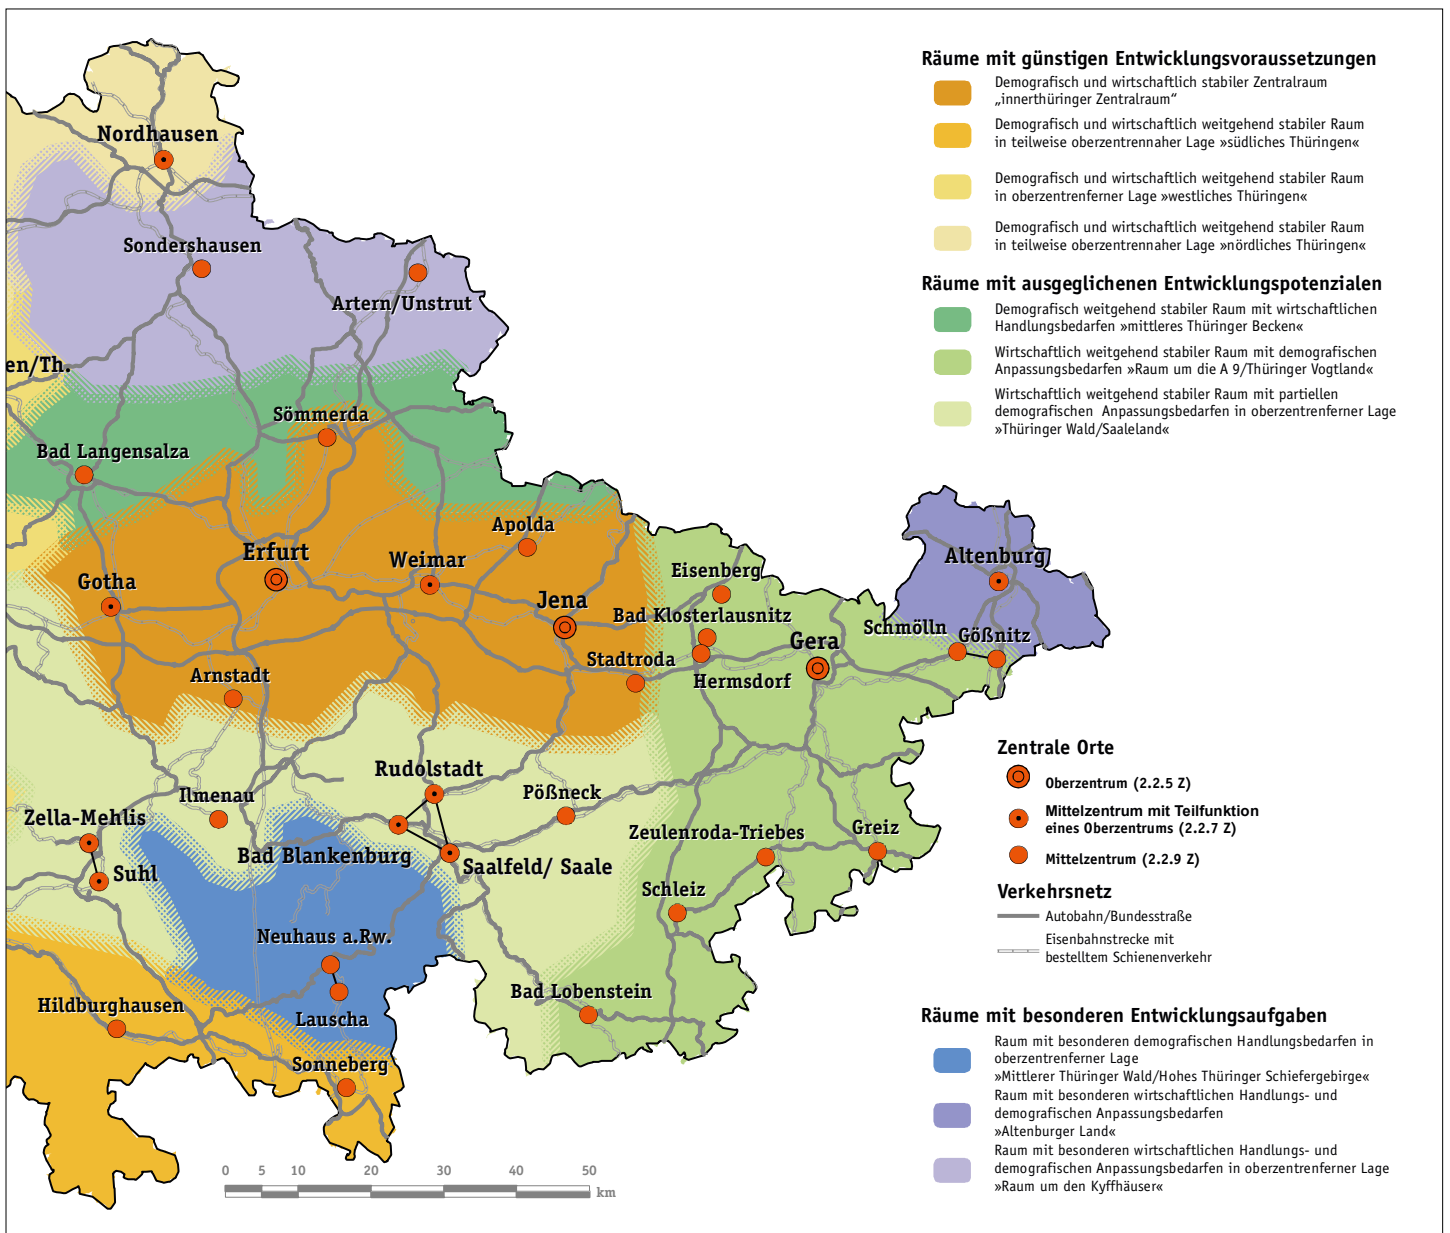 Räume mit günstigen Entwicklungsvoraussetzungen
Demografisch und wirtschaftlich stabiler Zentralraum
„innerthüringer Zentralraum“
Demografisch und wirtschaftlich weitgehend stabiler Raum
in teilweise oberzentrennaher Lage »südliches Thüringen«
Demografisch und wirtschaftlich weitgehend stabiler Raum
in oberzentrenferner Lage »westliches Thüringen«
Demografisch und wirtschaftlich weitgehend stabiler Raum
in teilweise oberzentrennaher Lage »nördliches Thüringen«
Räume mit ausgeglichenen Entwicklungspotenzialen
Demografisch weitgehend stabiler Raum mit wirtschaftlichen
Handlungsbedarfen »mittleres Thüringer Becken«
Wirtschaftlich weitgehend stabiler Raum mit demografischen
Anpassungsbedarfen »Raum um die A 9/Thüringer Vogtland«
Wirtschaftlich weitgehend stabiler Raum mit partiellen
demografischen Anpassungsbedarfen in oberzentrenferner Lage
»Thüringer Wald/Saaleland«
Nordhausen
Sondershausen
Artern/Unstrut
en/Th.
Sömmerda
Bad Langensalza
Apolda
Erfurt
Weimar
Altenburg
Gotha
Eisenberg
Jena
Bad Klosterlausnitz
Schmölln
Gößnitz
Gera
Stadtroda
Arnstadt
Hermsdorf
Rudolstadt
Ilmenau
Pößneck
Zella-Mehlis
Zeulenroda-Triebes
Greiz
Bad Blankenburg
Saalfeld/ Saale
Suhl
Schleiz
Neuhaus a.Rw.
Bad Lobenstein
Hildburghausen
Lauscha
Sonneberg
Zentrale Orte
Oberzentrum (2.2.5 Z)
Mittelzentrum mit Teilfunktion
eines Oberzentrums (2.2.7 Z)
Mittelzentrum (2.2.9 Z)
Verkehrsnetz
Autobahn/Bundesstraße
Eisenbahnstrecke mit
bestelltem Schienenverkehr
Räume mit besonderen Entwicklungsaufgaben
Raum mit besonderen demografischen Handlungsbedarfen in
oberzentrenferner Lage
»Mittlerer Thüringer Wald/Hohes Thüringer Schiefergebirge«
Raum mit besonderen wirtschaftlichen Handlungs- und
demografischen Anpassungsbedarfen
»Altenburger Land«
Raum mit besonderen wirtschaftlichen Handlungs- und
demografischen Anpassungsbedarfen in oberzentrenferner Lage
»Raum um den Kyffhäuser«
0 5 10 20 30 40 50
km